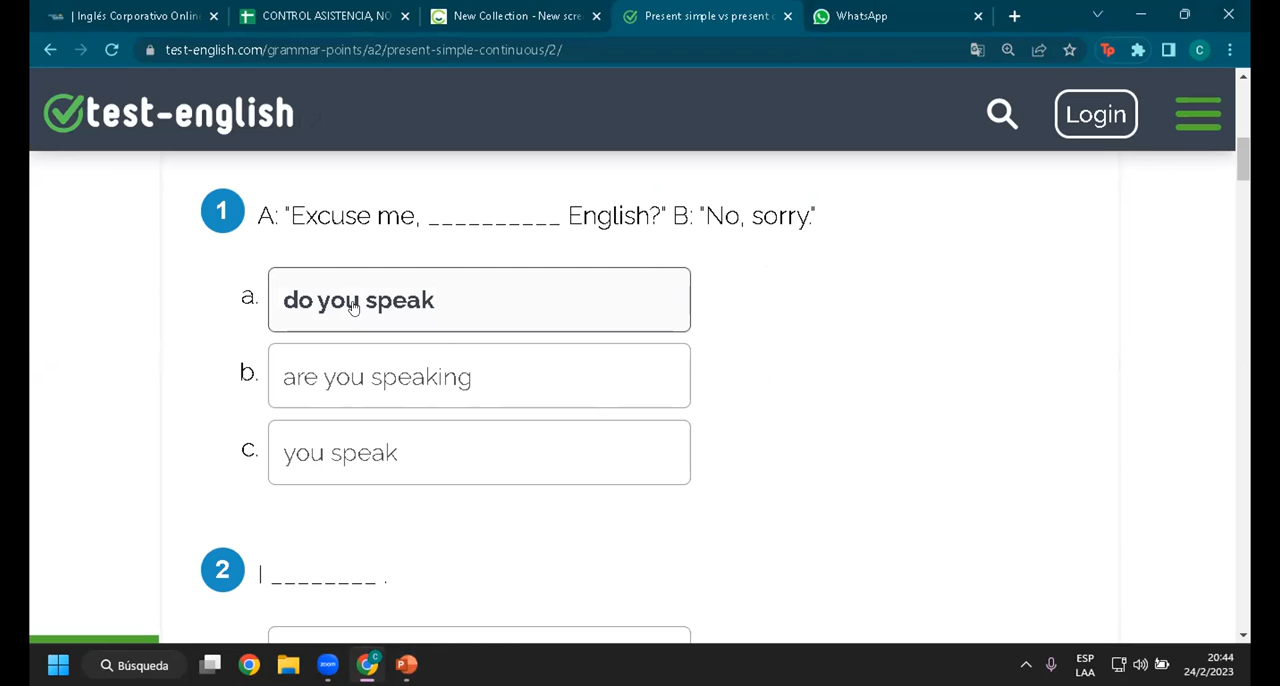 | Inglés Corporativo Onlin
CONTROL ASISTENCIA, NO
New Collection - New scre
Present simple vs present c
WhatsApp
test-english.com/grammar-points/a2/present-simple-continuous/2/
Tp
C
test-english
Login
1 A: "Excuse me, __________ English?" B: "No, sorry."
a. do you speak
b. are you speaking
c. you speak
2 I ________ .
Búsqueda
zoom
C
P
ESP
LAA
20:44
24/2/2023